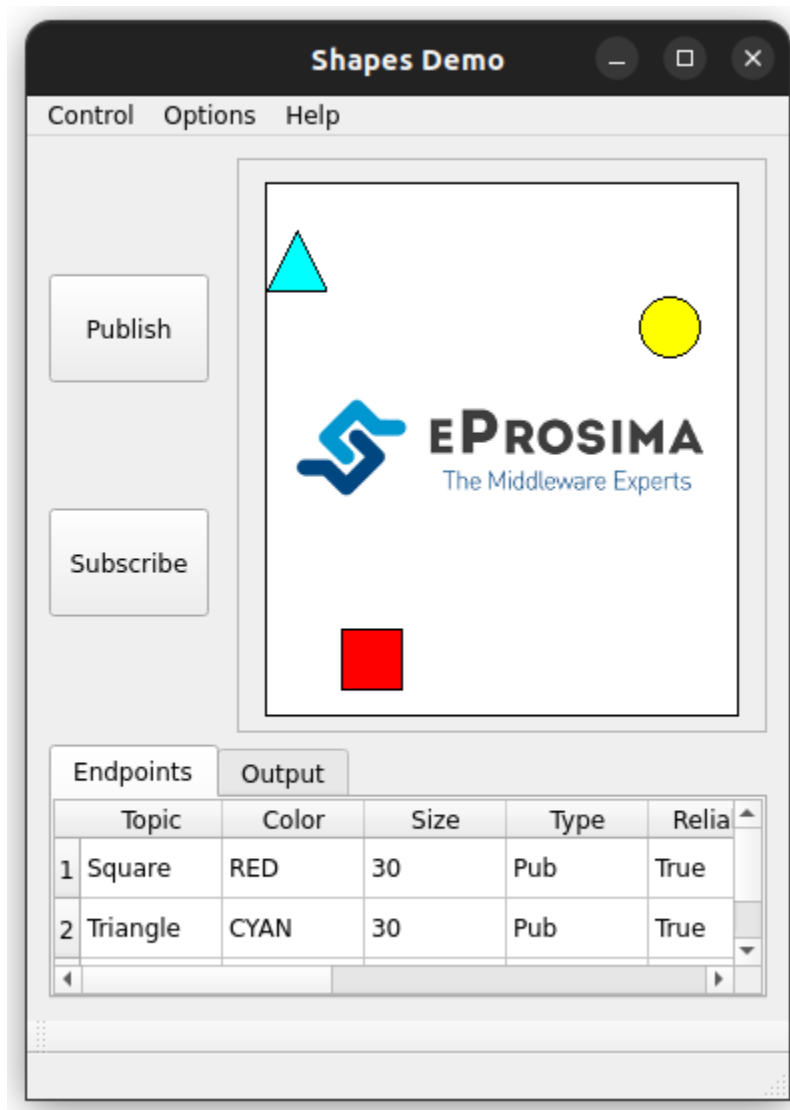 Shapes Demo
Control Options Help
Publish
EPROSIMA
The Middleware Experts
Subscribe
Endpoints Output
Topic Color Size Type Relia
1 Square RED 30 Pub True
2 Triangle CYAN 30 Pub True